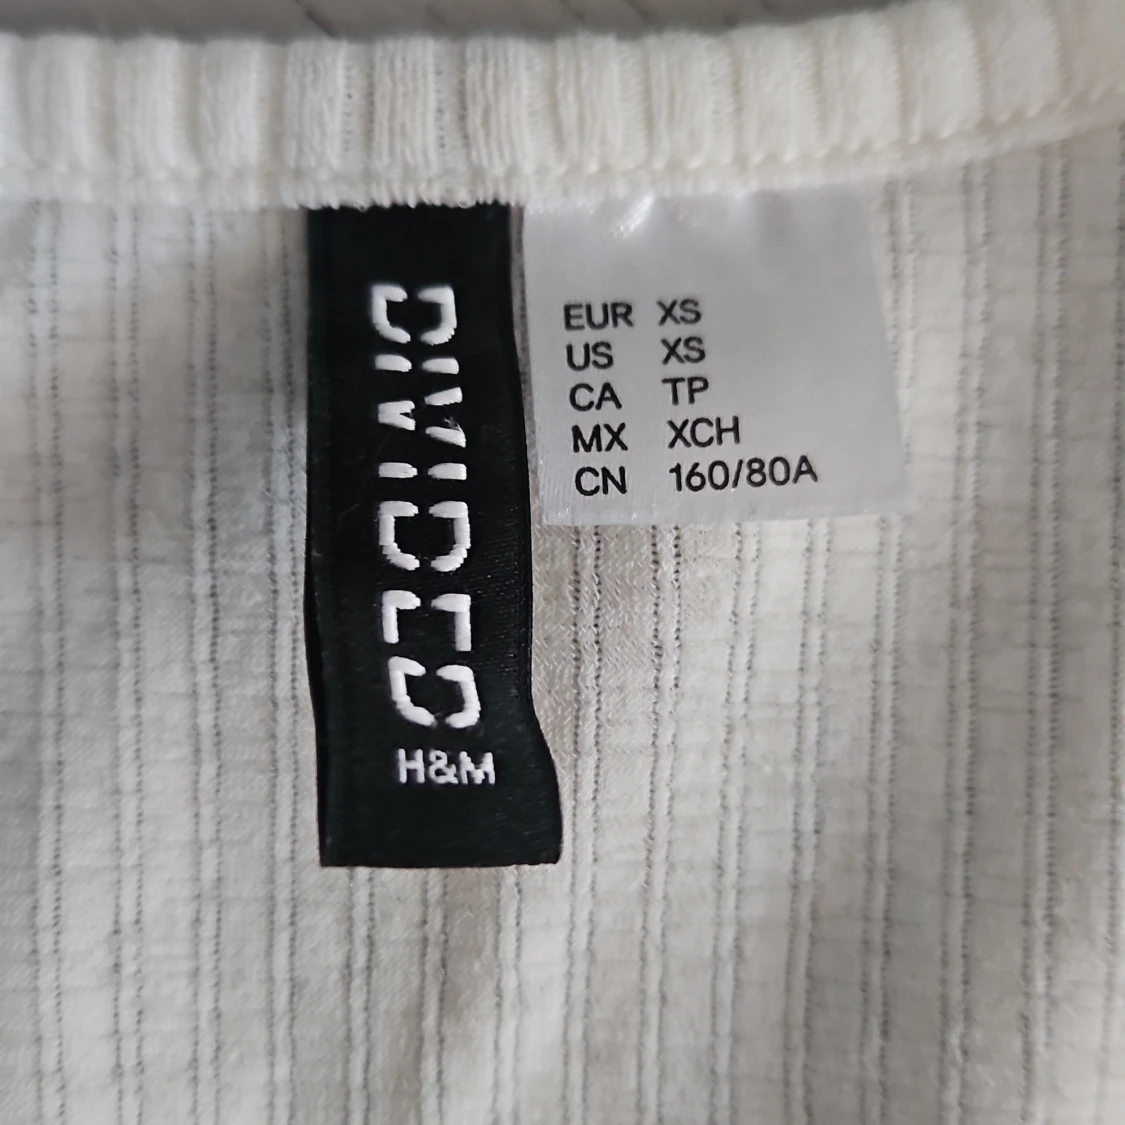 DIVIDED
H&M
EUR XS
US XS
CA TP
MX XCH
CN 160/80A